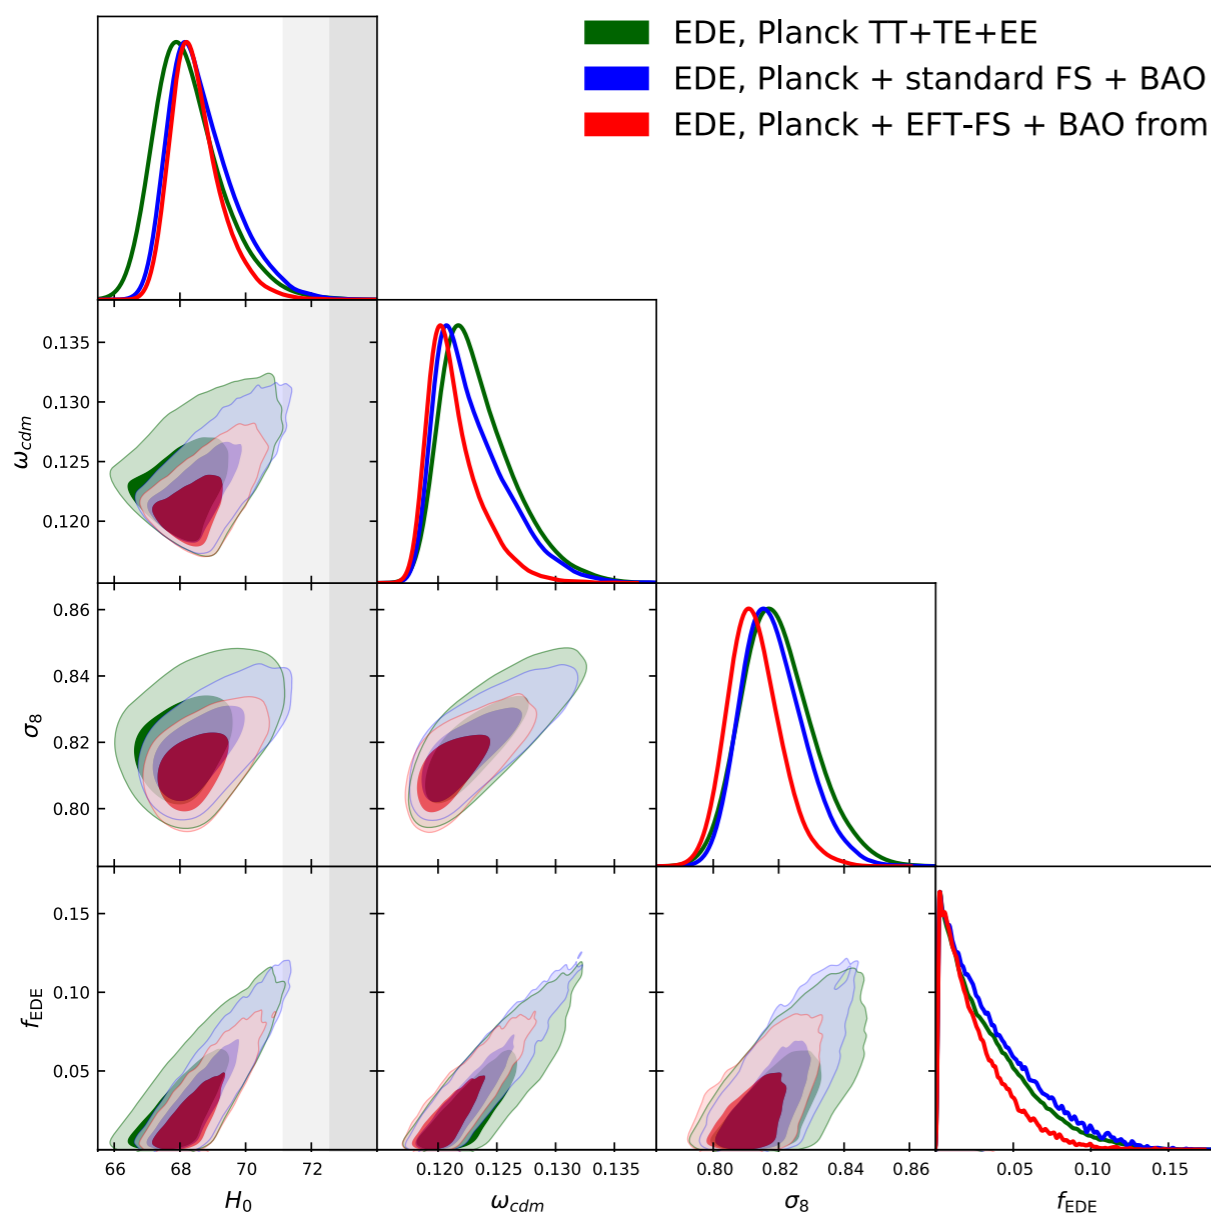 EDE, Planck TT+TE+EE
EDE, Planck + standard FS + BAO
EDE, Planck + EFT-FS + BAO from
0.135
0.130
0.125
0.120
ω_cdm
0.86
0.84
0.82
0.80
σ_8
0.15
0.10
0.05
f_EDE
66 68 70 72
0.120 0.125 0.130 0.135
0.80 0.82 0.84 0.86
0.05 0.10 0.15
H_0
ω_cdm
σ_8
f_EDE